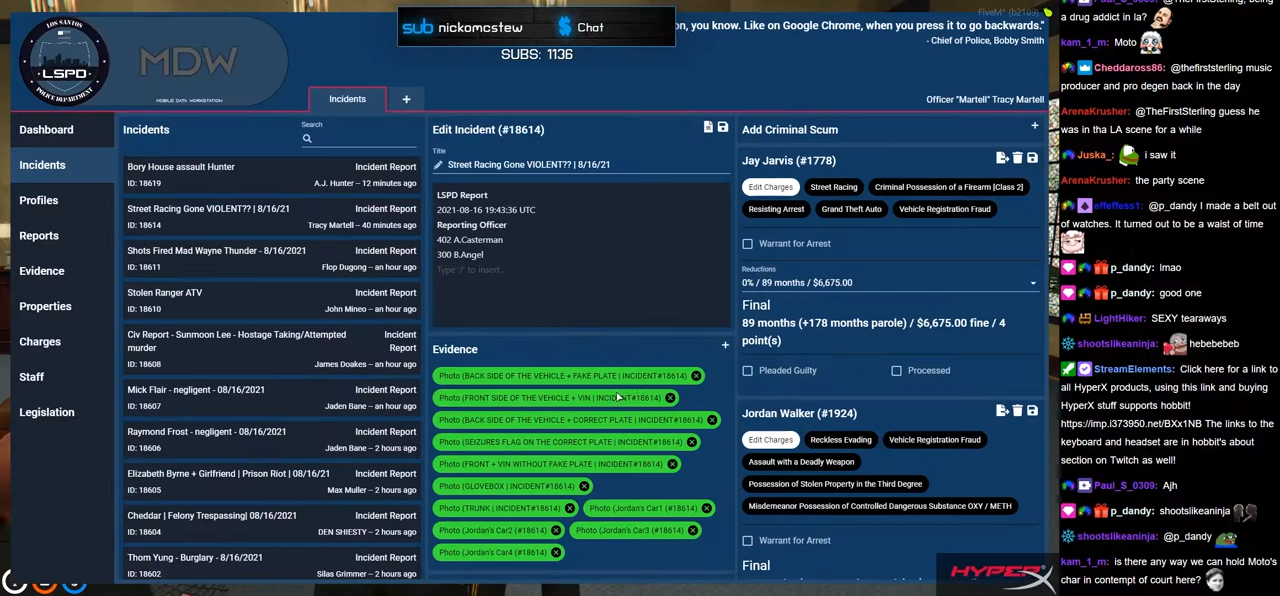 sub nickomcstew Chat
SUBS: 1136
FiveM* (b2189)
on, you know. Like on Google Chrome, when you press it to go backwards."
- Chief of Police, Bobby Smith
LOS SANTOS
LSPD
POLICE DEPARTMENT
MDW
MOBILE DATA WORKSTATION
Incidents
+
Officer "Martell" Tracy Martell
Dashboard
Incidents
Profiles
Reports
Evidence
Properties
Charges
Staff
Legislation
Incidents
Search
Bory House assault Hunter Incident Report
ID: 18619 A.J. Hunter – 12 minutes ago
Street Racing Gone VIOLENT?? | 8/16/21 Incident Report
ID: 18614 Tracy Martell – 40 minutes ago
Shots Fired Mad Wayne Thunder - 8/16/2021 Incident Report
ID: 18611 Flop Dugong – an hour ago
Stolen Ranger ATV Incident Report
ID: 18610 John Mineo – an hour ago
Civ Report - Sunmoon Lee - Hostage Taking/Attempted murder Incident Report
ID: 18608 James Doakes – an hour ago
Mick Flair - negligent - 08/16/2021 Incident Report
ID: 18607 Jaden Bane – an hour ago
Raymond Frost - negligent - 08/16/2021 Incident Report
ID: 18606 Jaden Bane – 2 hours ago
Elizabeth Byrne + Girlfriend | Prison Riot | 08/16/21 Incident Report
ID: 18605 Max Muller – 2 hours ago
Cheddar | Felony Trespassing| 08/16/2021 Incident Report
ID: 18604 DEN SHIESTY – 2 hours ago
Thom Yung - Burglary - 8/16/2021 Incident Report
ID: 18602 Silas Grimmer – 2 hours ago
Edit Incident (#18614)
Title
Street Racing Gone VIOLENT?? | 8/16/21
LSPD Report
2021-08-16 19:43:36 UTC
Reporting Officer
402 A.Casterman
300 B.Angel
Type '/' to insert...
Evidence
+
Photo (BACK SIDE OF THE VEHICLE + FAKE PLATE | INCIDENT#18614)
Photo (FRONT SIDE OF THE VEHICLE + VIN | INCIDENT#18614)
Photo (BACK SIDE OF THE VEHICLE + CORRECT PLATE | INCIDENT#18614)
Photo (SEIZURES FLAG ON THE CORRECT PLATE | INCIDENT#18614)
Photo (FRONT + VIN WITHOUT FAKE PLATE | INCIDENT#18614)
Photo (GLOVEBOX | INCIDENT#18614)
Photo (TRUNK | INCIDENT#18614) Photo (Jordan's Car1 (#18614)
Photo (Jordan's Car2 (#18614) Photo (Jordan's Car3 (#18614)
Photo (Jordan's Car4 (#18614)
Add Criminal Scum
+
Jay Jarvis (#1778)
Edit Charges Street Racing Criminal Possession of a Firearm [Class 2]
Resisting Arrest Grand Theft Auto Vehicle Registration Fraud
Warrant for Arrest
Reductions
0% / 89 months / $6,675.00
Final
89 months (+178 months parole) / $6,675.00 fine / 4
point(s)
Pleaded Guilty Processed
Jordan Walker (#1924)
Edit Charges Reckless Evading Vehicle Registration Fraud
Assault with a Deadly Weapon
Possession of Stolen Property in the Third Degree
Misdemeanor Possession of Controlled Dangerous Substance OXY / METH
Warrant for Arrest
Final
HYPERX
a drug addict in la?
kam_1_m: Moto
Cheddaross86: @thefirststerling music
producer and pro degen back in the day
ArenaKrusher: @TheFirstSterling guess he
was in tha LA scene for a while
Juska_: i saw it
ArenaKrusher: the party scene
effeffess1: @p_dandy I made a belt out
of watches. It turned out to be a waist of time
p_dandy: lmao
p_dandy: good one
LightHiker: SEXY tearaways
shootslikeaninja: hebebebeb
StreamElements: Click here for a link to
all HyperX products, using this link and buying
HyperX stuff supports hobbit!
https://imp.i373950.net/BXx1NB The links to the
keyboard and headset are in hobbit's about
section on Twitch as well!
Paul_S_0309: Ajh
p_dandy: shootslikeaninja
shootslikeaninja: @p_dandy
kam_1_m: is there any way we can hold Moto's
char in contempt of court here?